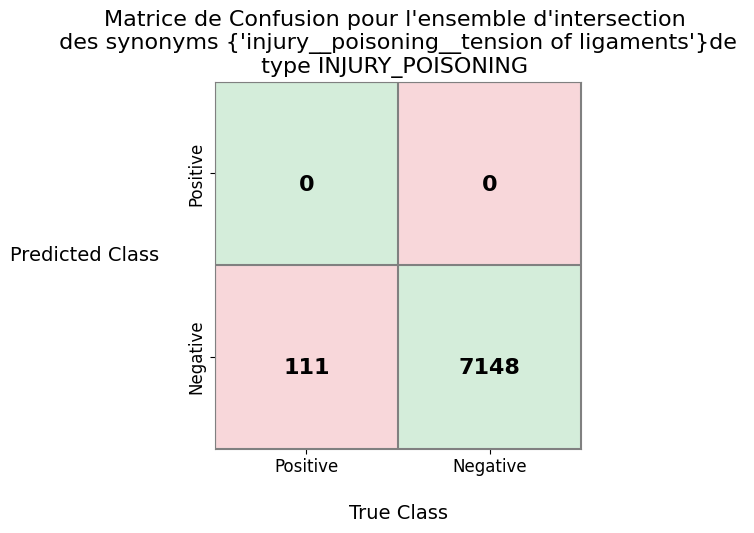 Matrice de Confusion pour l'ensemble d'intersection
des synonyms {'injury__poisoning__tension of ligaments'}de
type INJURY_POISONING
Positive
0
0
Predicted Class
Negative
111
7148
Positive
Negative
True Class